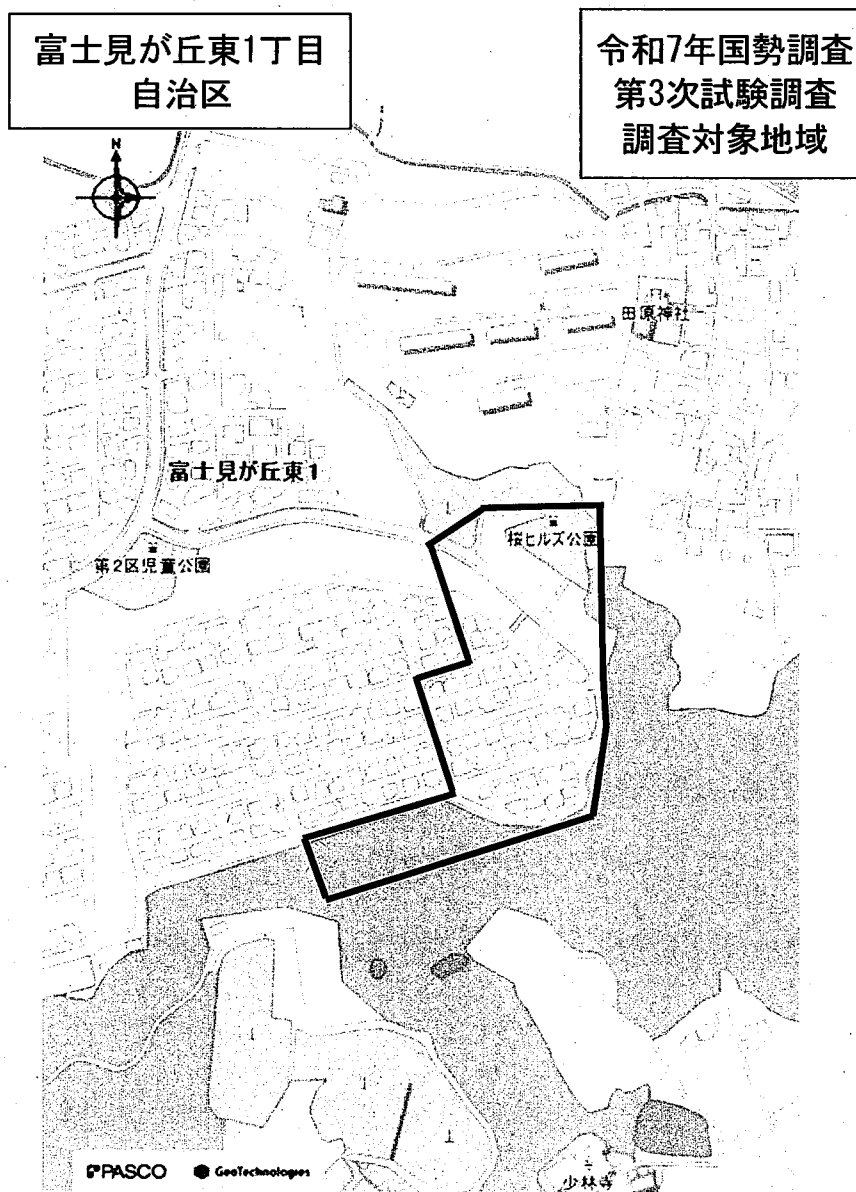 富士見が丘東1丁目
自治区
令和7年国勢調査
第3次試験調査
調査対象地域
N
田原神社
富士見が丘東1
桜ヒルズ公園
第2区児童公園
PASCO GeoTechnologies
少林寺